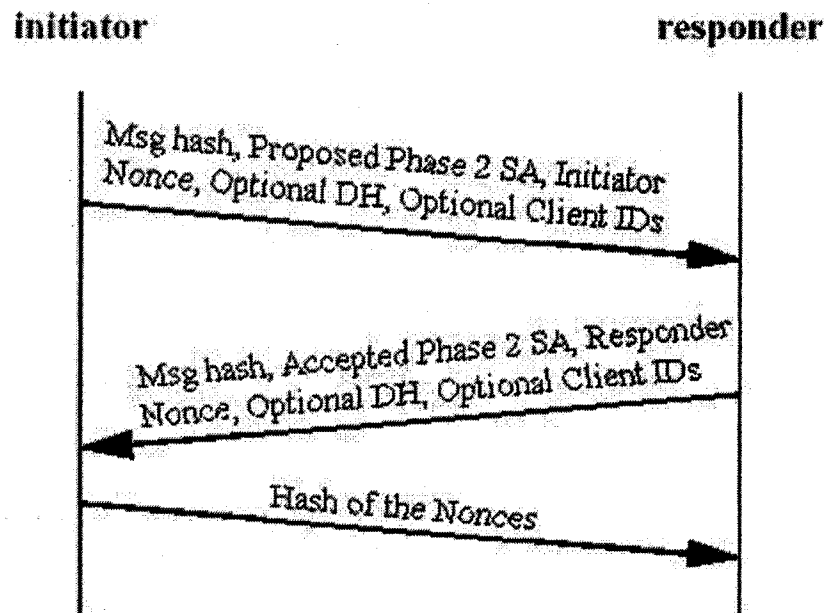 initiator
responder
Msg hash, Proposed Phase 2 SA, Initiator
Nonce, Optional DH, Optional Client IDs
Msg hash, Accepted Phase 2 SA, Responder
Nonce, Optional DH, Optional Client IDs
Hash of the Nonces